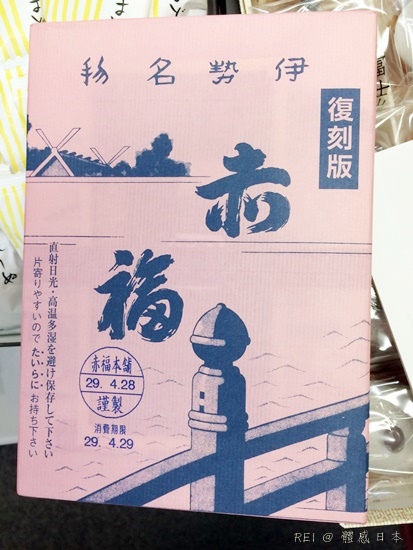 伊勢名物
復刻版
赤福
直射日光・高温多湿を避け保存して下さい
片寄りやすいので たいらに お持ち下さい
赤福本舗
29. 4.28
謹製
消費期限
29. 4.29
REI @ 體感日本